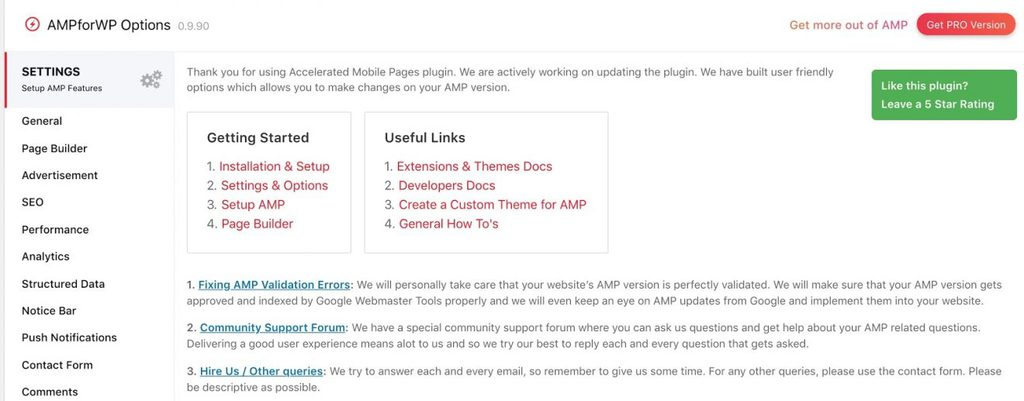 AMPforWP Options 0.9.90
Get more out of AMP
Get PRO Version
SETTINGS
Setup AMP Features
General
Page Builder
Advertisement
SEO
Performance
Analytics
Structured Data
Notice Bar
Push Notifications
Contact Form
Comments
Thank you for using Accelerated Mobile Pages plugin. We are actively working on updating the plugin. We have built user friendly
options which allows you to make changes on your AMP version.
Like this plugin?
Leave a 5 Star Rating
Getting Started
1. Installation & Setup
2. Settings & Options
3. Setup AMP
4. Page Builder
Useful Links
1. Extensions & Themes Docs
2. Developers Docs
3. Create a Custom Theme for AMP
4. General How To's
1. Fixing AMP Validation Errors: We will personally take care that your website's AMP version is perfectly validated. We will make sure that your AMP version gets
approved and indexed by Google Webmaster Tools properly and we will even keep an eye on AMP updates from Google and implement them into your website.
2. Community Support Forum: We have a special community support forum where you can ask us questions and get help about your AMP related questions.
Delivering a good user experience means alot to us and so we try our best to reply each and every question that gets asked.
3. Hire Us / Other queries: We try to answer each and every email, so remember to give us some time. For any other queries, please use the contact form. Please
be descriptive as possible.